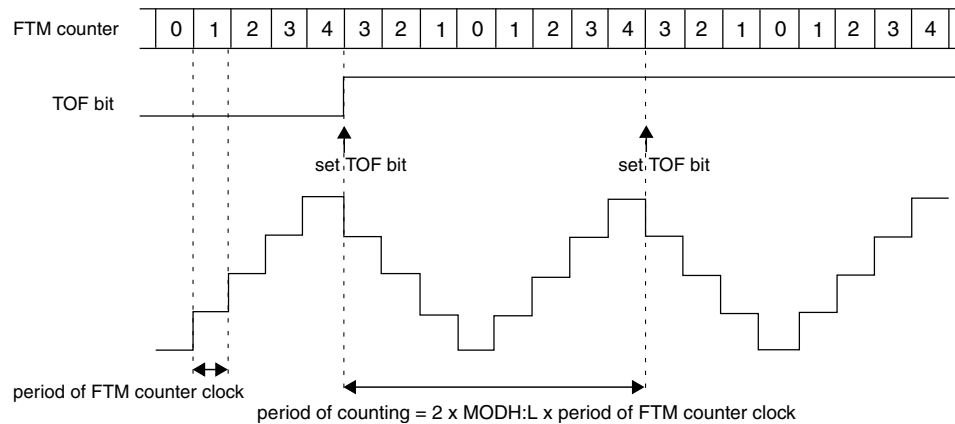 FTM counter 0 1 2 3 4 3 2 1 0 1 2 3 4 3 2 1 0 1 2 3 4
TOF bit
set TOF bit set TOF bit
period of FTM counter clock
period of counting = 2 x MODH:L x period of FTM counter clock